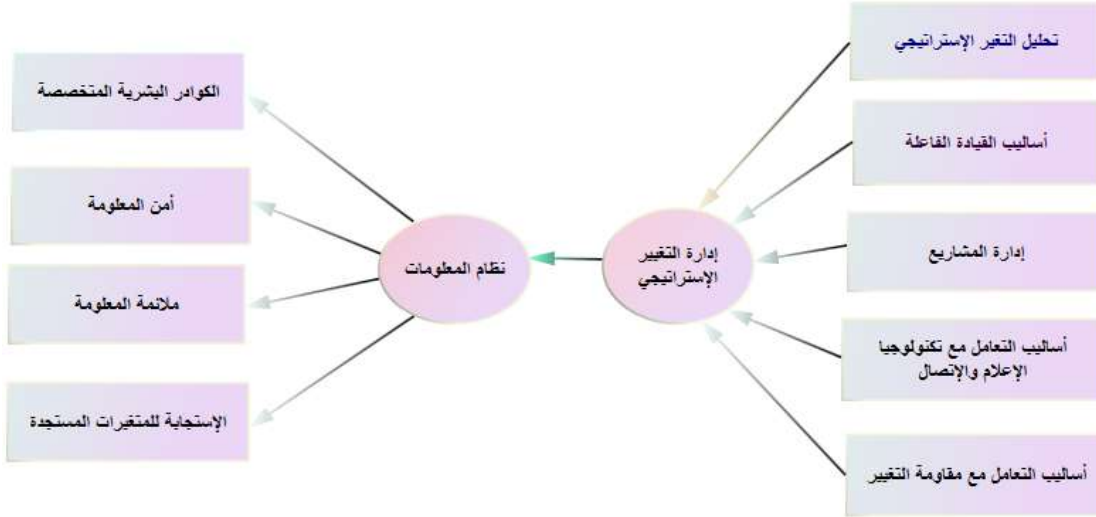 تحليل التغير الإستراتيجي
أساليب القيادة الفاعلة
إدارة المشاريع
أساليب التعامل مع تكنولوجيا
الإعلام والإتصال
أساليب التعامل مع مقاومة التغيير
إدارة التغيير
الإستراتيجي
نظام المعلومات
الكوادر البشرية المتخصصة
أمن المعلومة
ملائمة المعلومة
الإستجابة للمتغيرات المستجدة